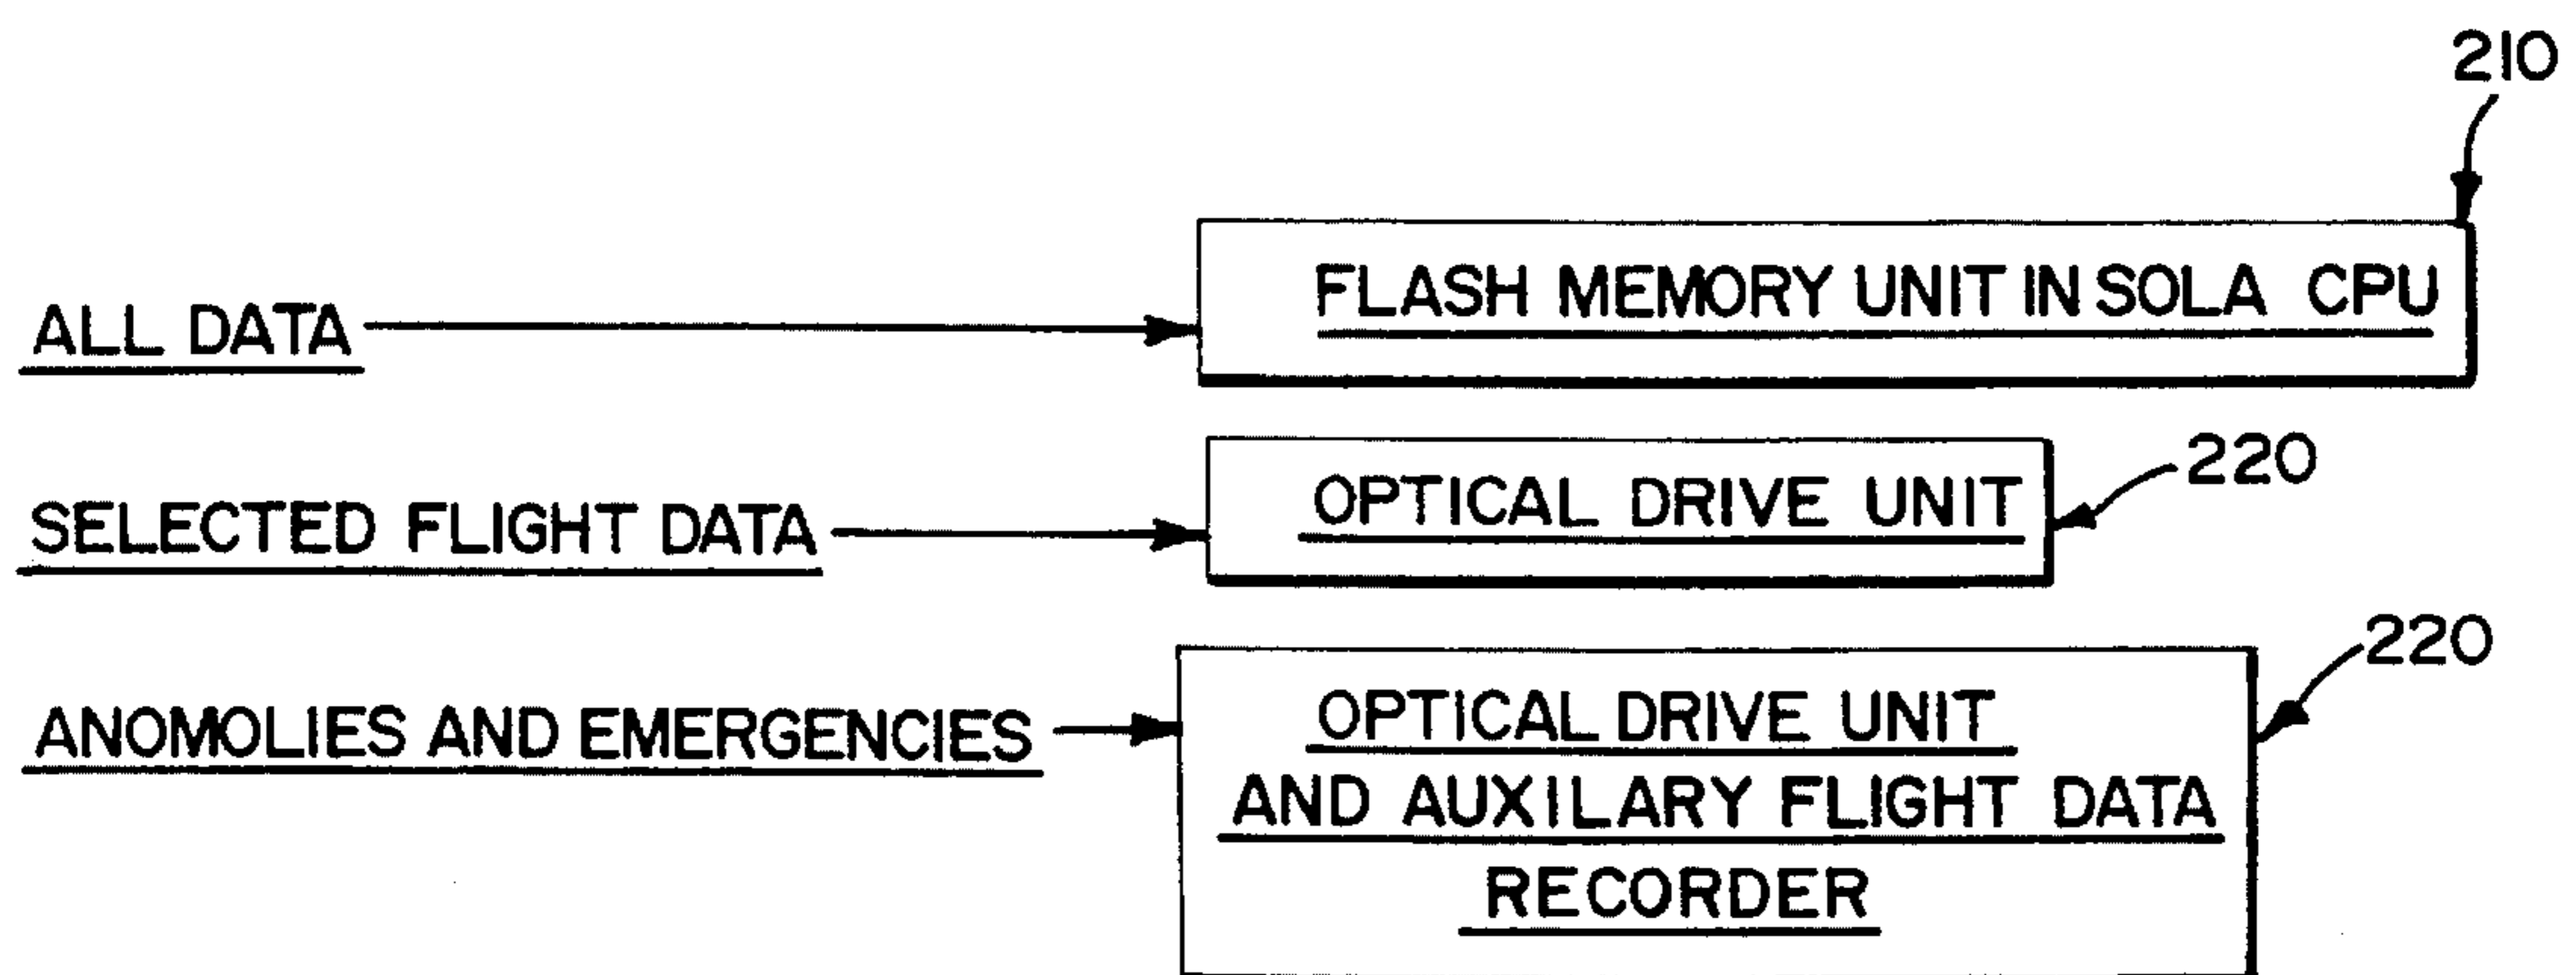 210
ALL DATA
FLASH MEMORY UNIT IN SOLA CPU
SELECTED FLIGHT DATA
OPTICAL DRIVE UNIT
220
ANOMOLIES AND EMERGENCIES
OPTICAL DRIVE UNIT
AND AUXILARY FLIGHT DATA
RECORDER
220